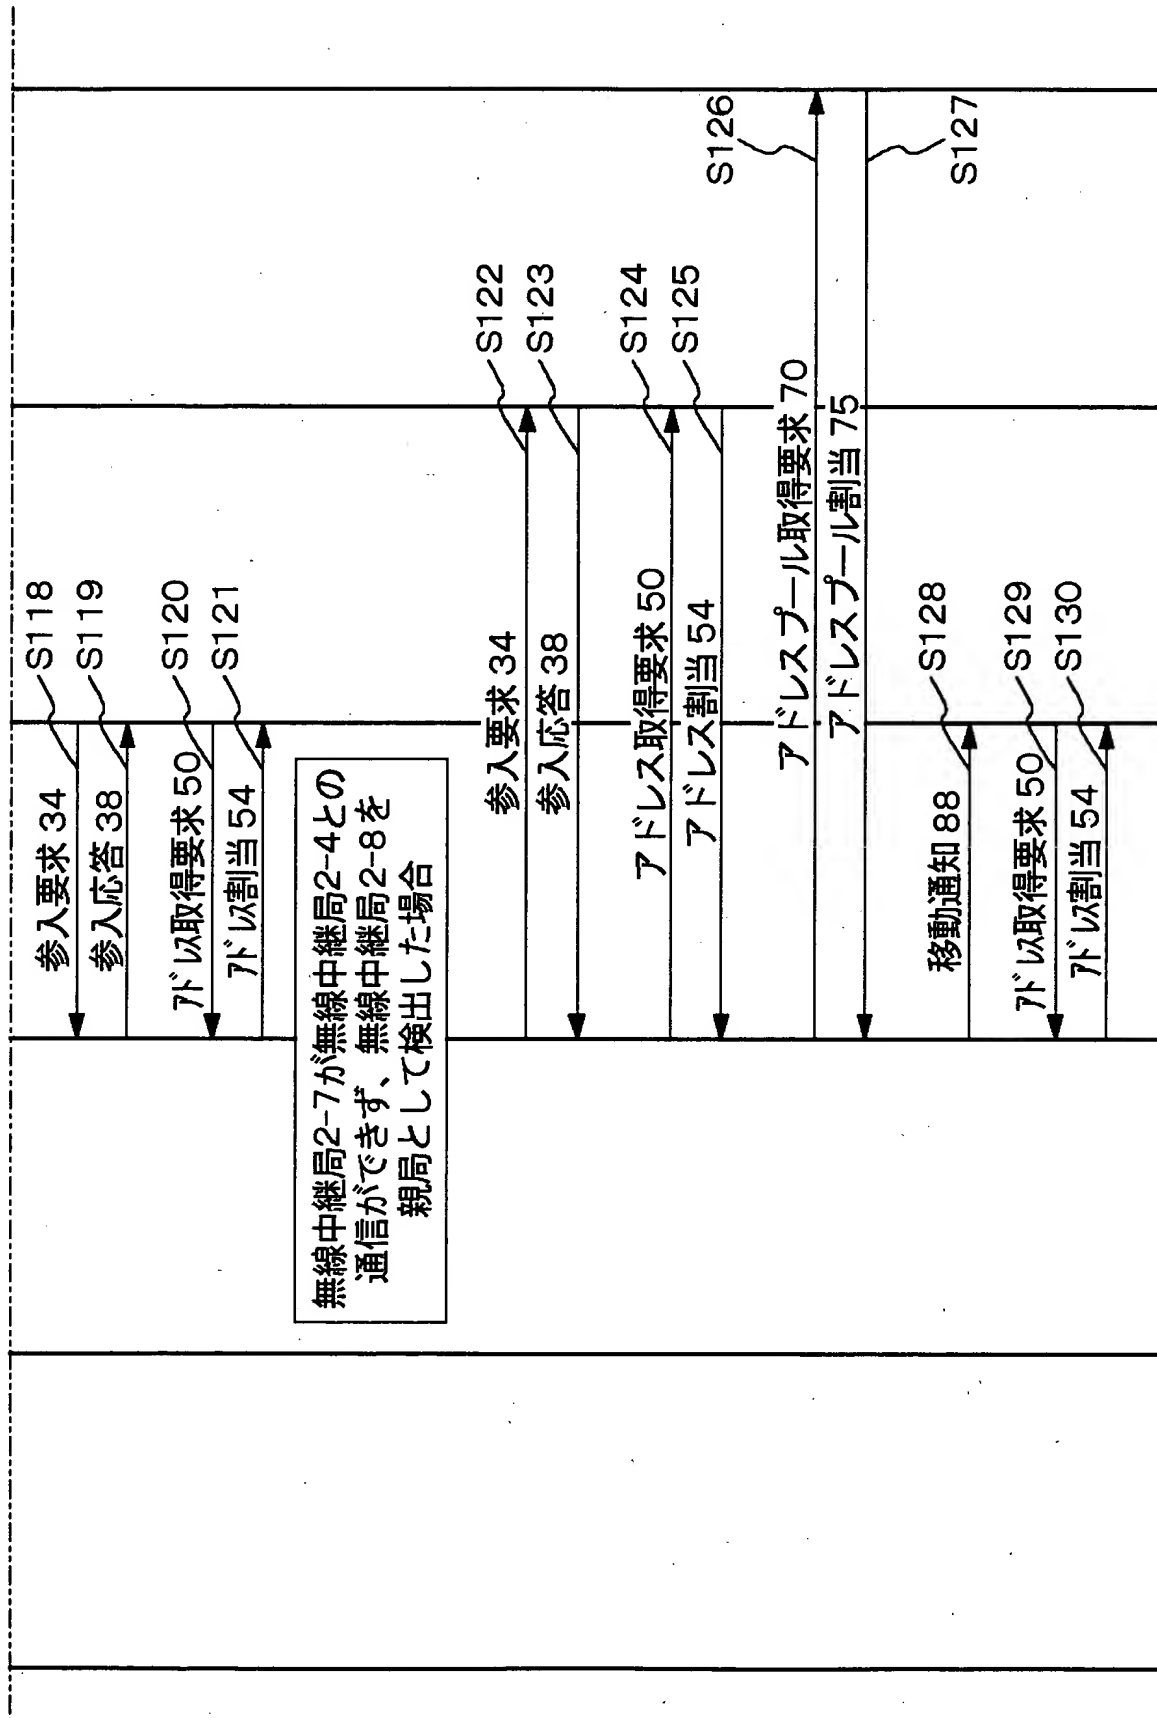 参入要求 34
S118
参入応答 38
S119
アドレス取得要求 50
S120
アドレス割当 54
S121
無線中継局2-7が無線中継局2-4との
通信ができず、無線中継局2-8を
親局として検出した場合
参入要求 34
S122
参入応答 38
S123
アドレス取得要求 50
S124
アドレス割当 54
S125
アドレスプール取得要求 70
S126
アドレスプール割当 75
S127
移動通知 88
S128
アドレス取得要求 50
S129
アドレス割当 54
S130